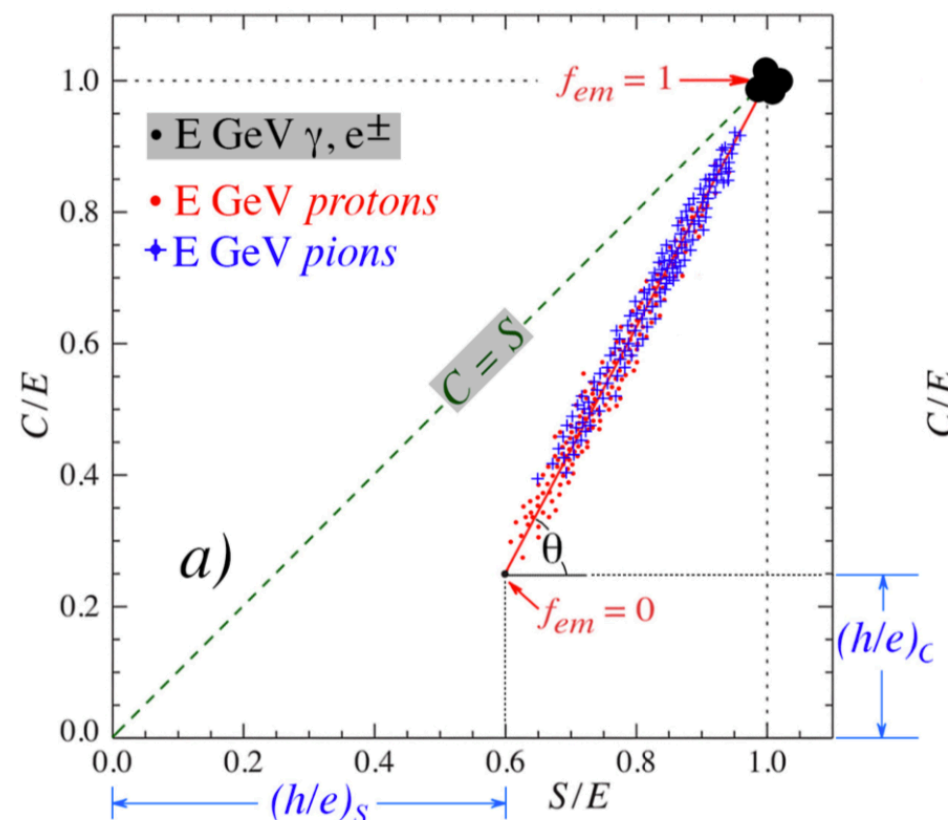 1.0
0.8
0.6
0.4
0.2
0.0
C/E
f_em = 1
• E GeV γ, e±
• E GeV protons
+ E GeV pions
C = S
a)
θ
f_em = 0
(h/e)_C
C/E
0.0 0.2 0.4 0.6 0.8 1.0
S/E
(h/e)_S